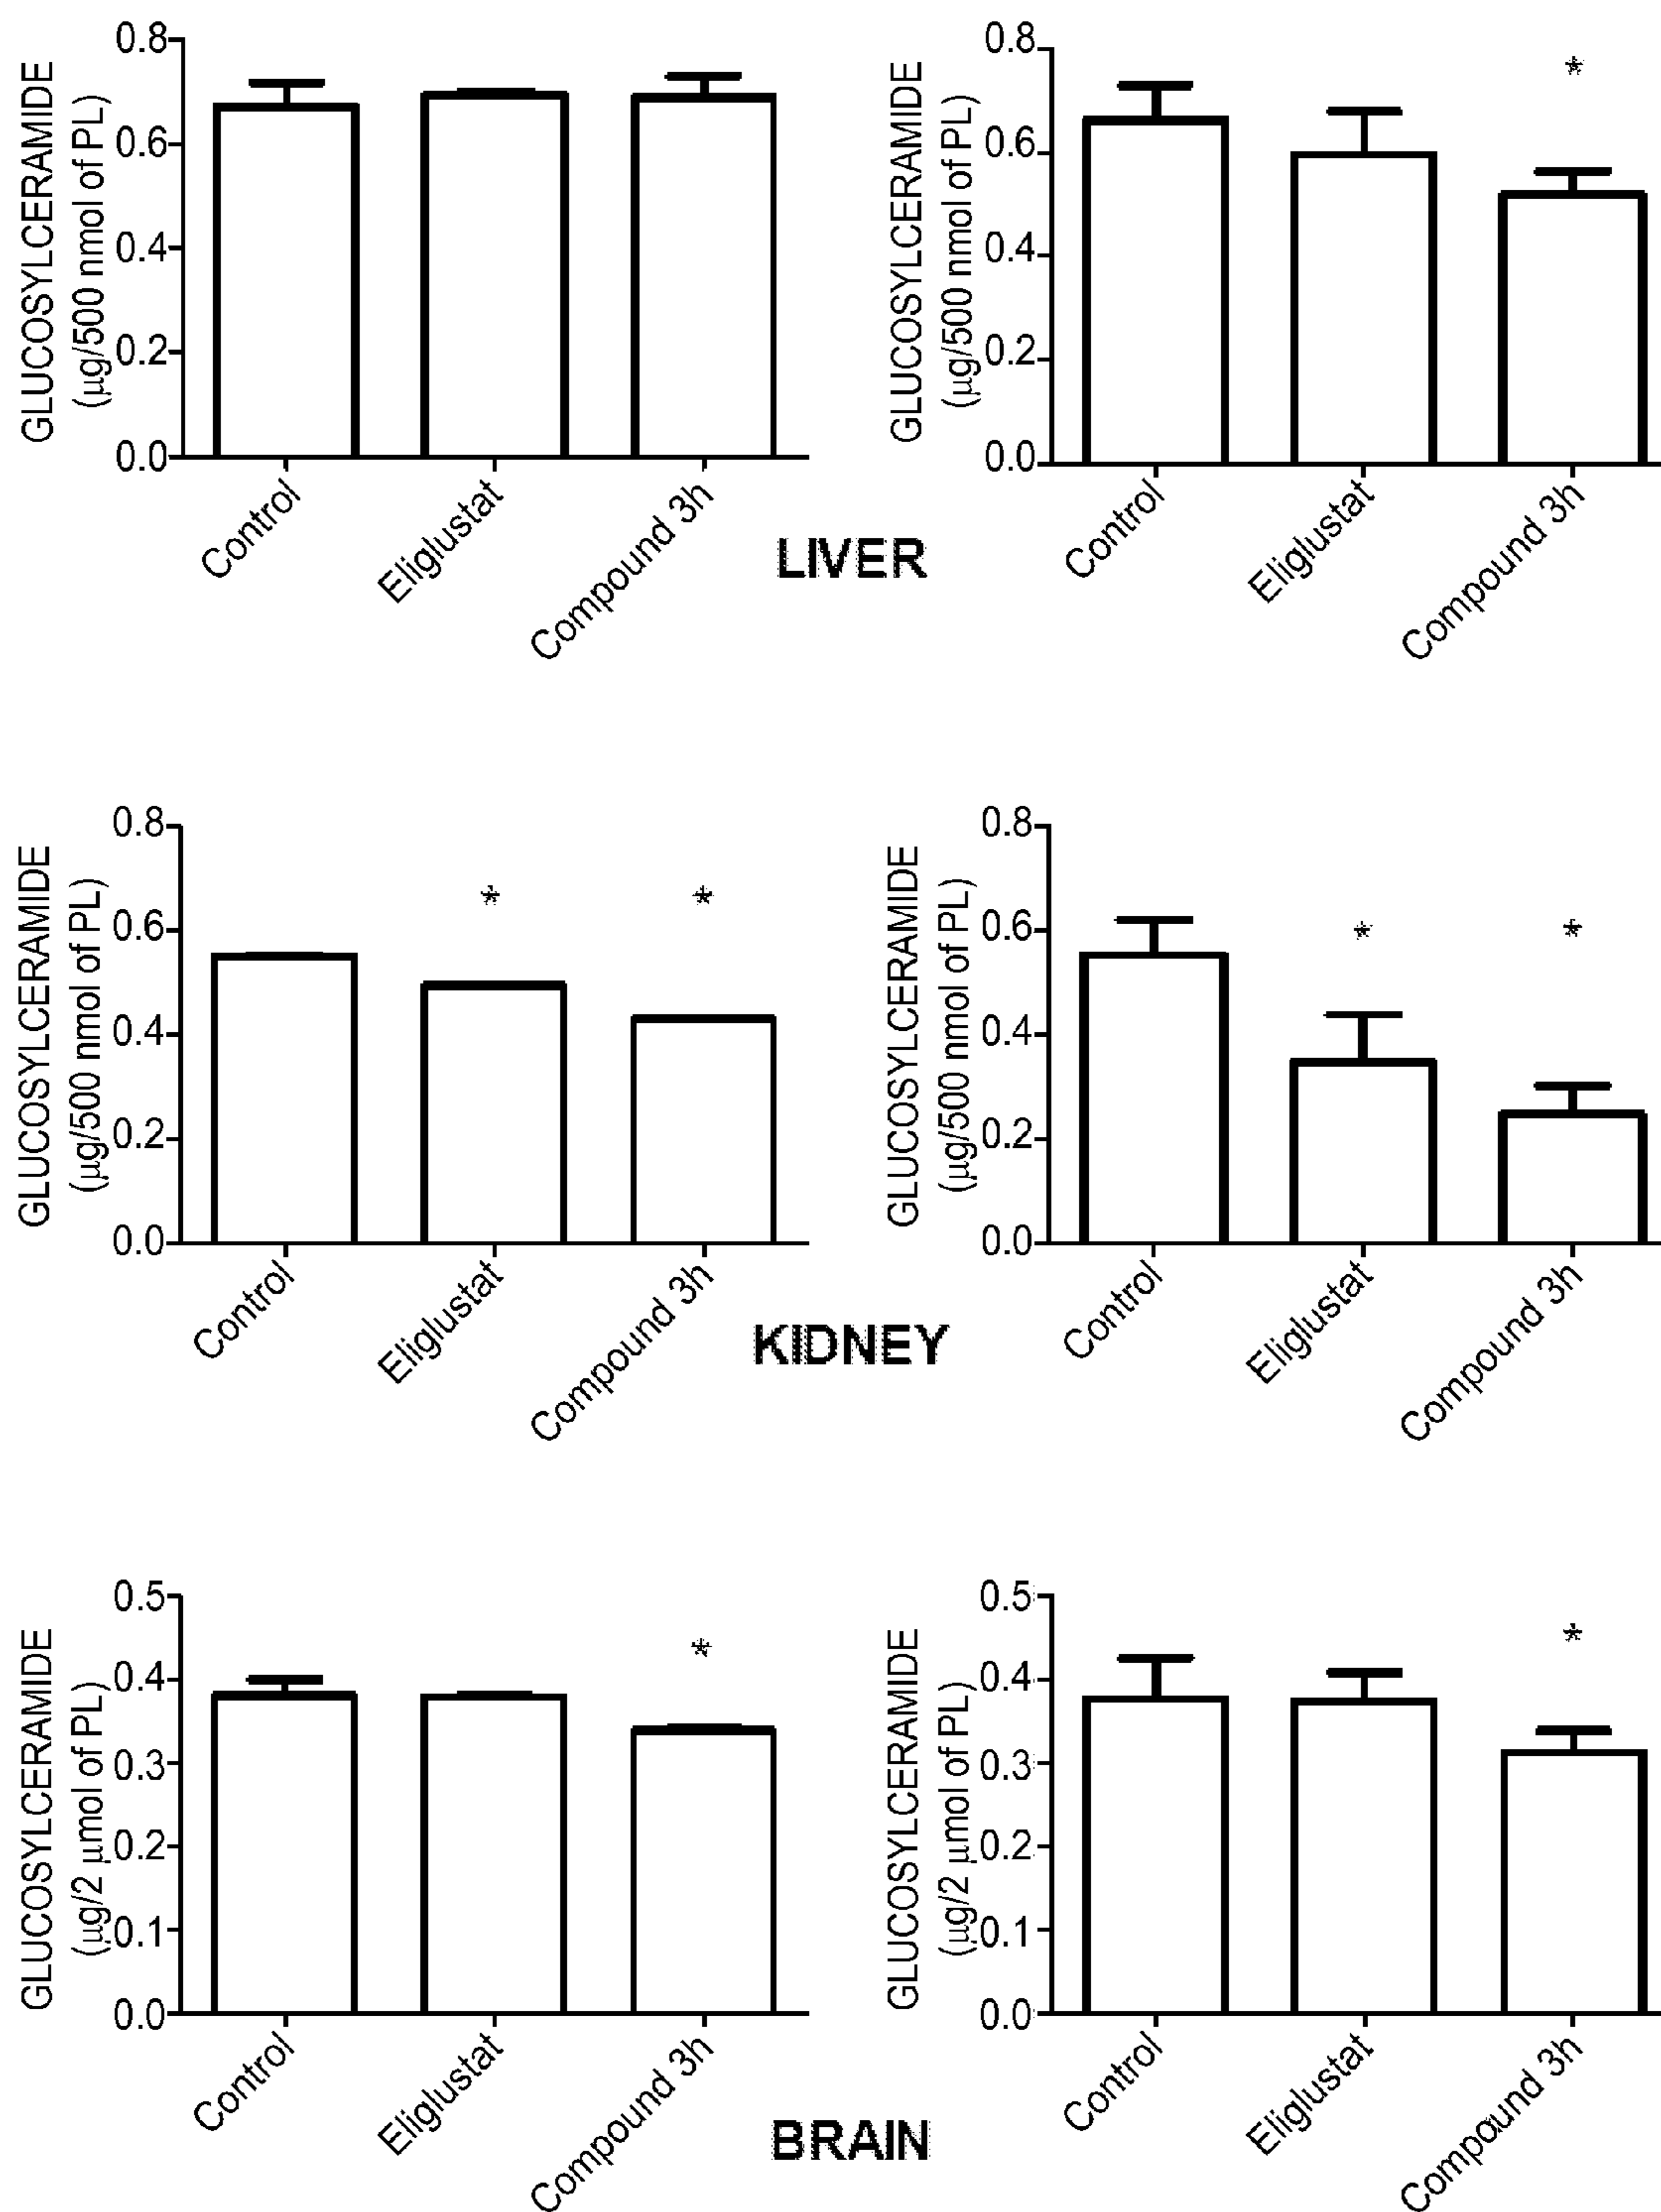 GLUCOSYLCERAMIDE
(µg/500 nmol of PL)
0.8
0.6
0.4
0.2
0.0
Control
Eliglustat
Compound 3h
GLUCOSYLCERAMIDE
(µg/500 nmol of PL)
0.8
0.6
0.4
0.2
0.0
*
Control
Eliglustat
Compound 3h
LIVER
GLUCOSYLCERAMIDE
(µg/500 nmol of PL)
0.8
0.6
0.4
0.2
0.0
*
*
Control
Eliglustat
Compound 3h
GLUCOSYLCERAMIDE
(µg/500 nmol of PL)
0.8
0.6
0.4
0.2
0.0
*
*
Control
Eliglustat
Compound 3h
KIDNEY
GLUCOSYLCERAMIDE
(µg/2 µmol of PL)
0.5
0.4
0.3
0.2
0.1
0.0
*
Control
Eliglustat
Compound 3h
GLUCOSYLCERAMIDE
(µg/2 µmol of PL)
0.5
0.4
0.3
0.2
0.1
0.0
*
Control
Eliglustat
Compound 3h
BRAIN